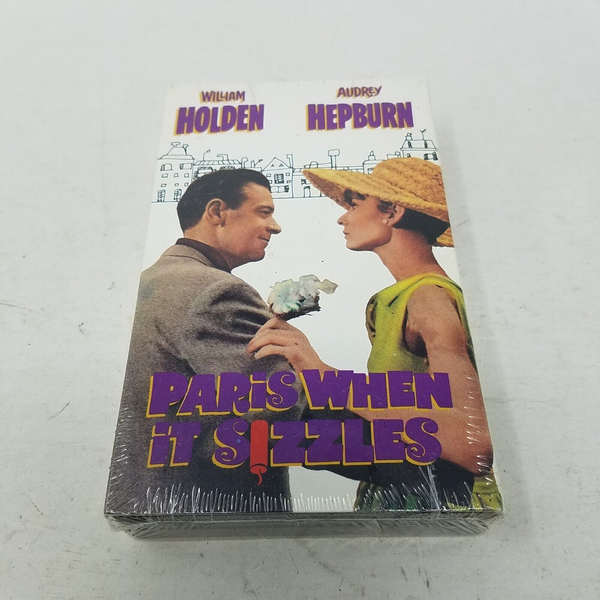 WILLIAM
HOLDEN
AUDREY
HEPBURN
PARiS WHEN
iT SIZZLES